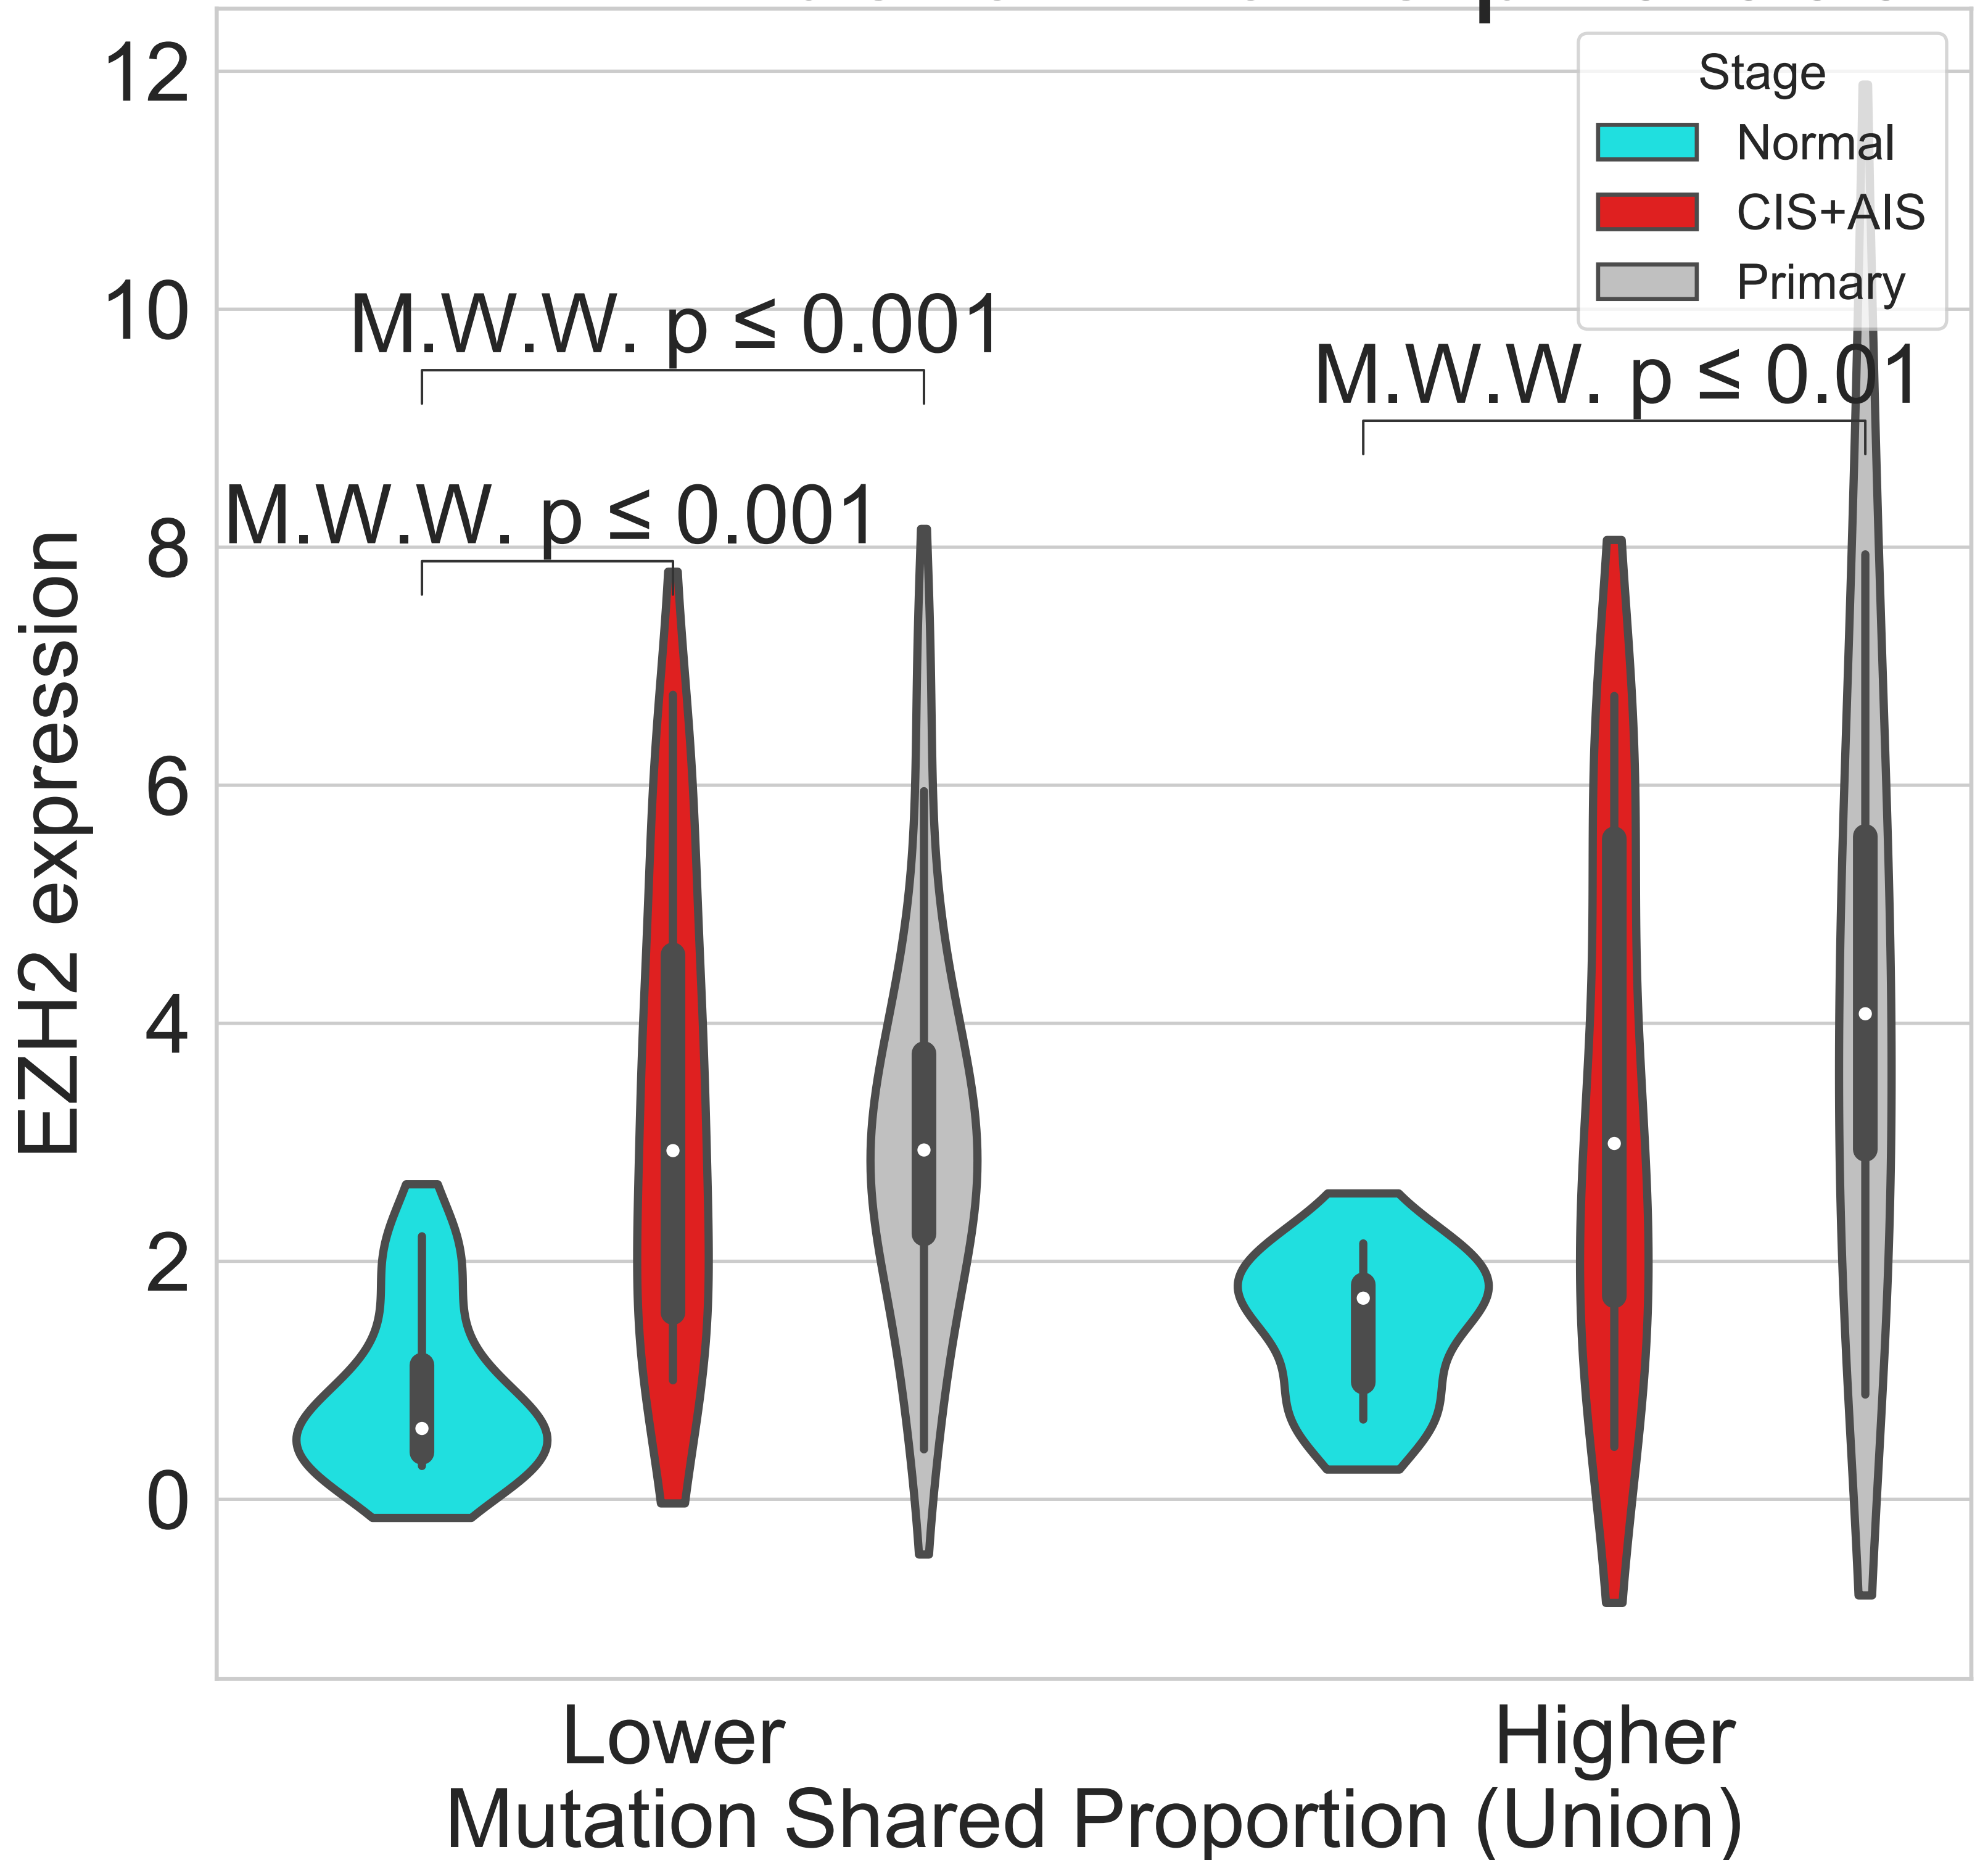 12
10
8
6
4
2
0
EZH2 expression
Stage
Normal
CIS+AIS
Primary
M.W.W. p ≤ 0.001
M.W.W. p ≤ 0.01
M.W.W. p ≤ 0.001
Lower
Higher
Mutation Shared Proportion (Union)